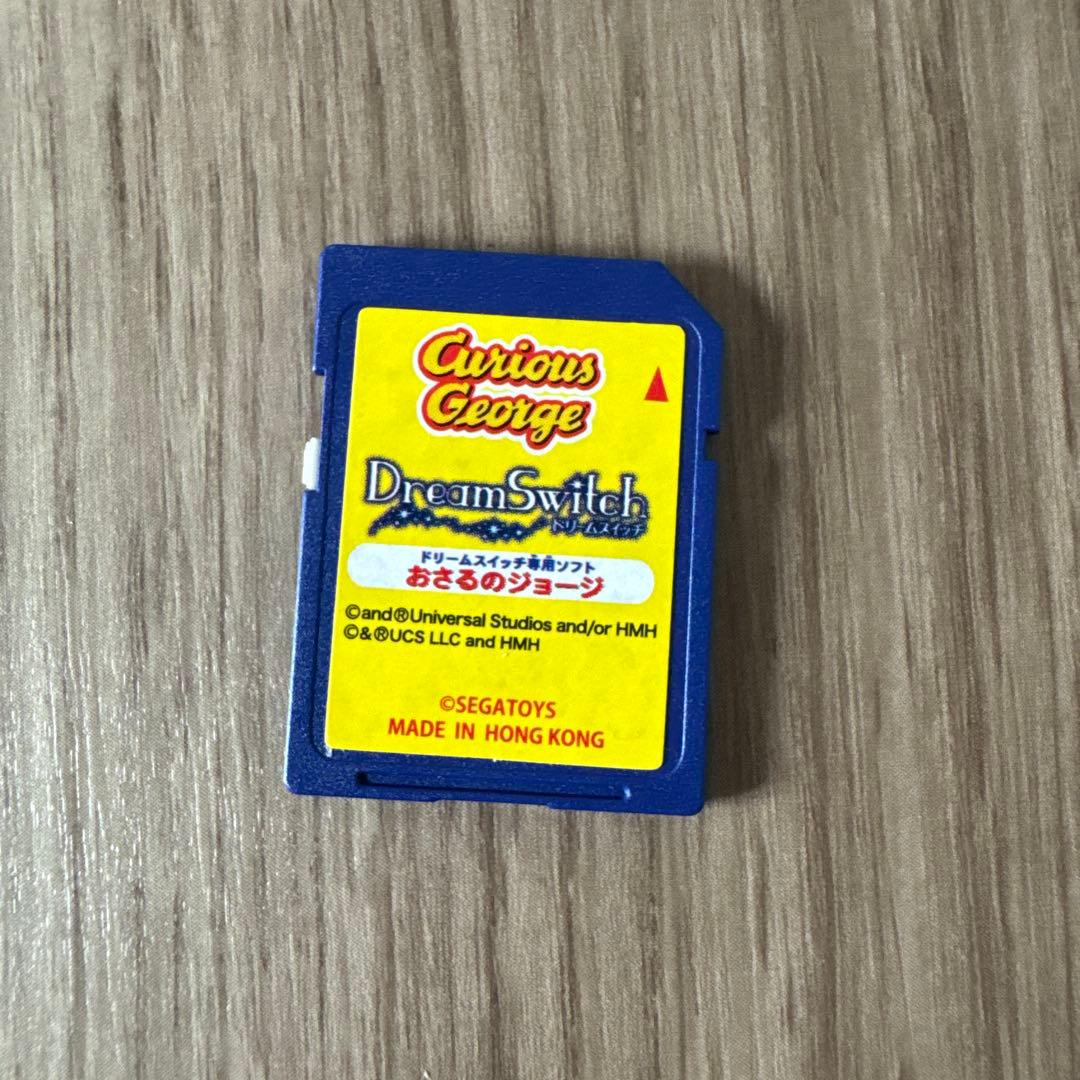 Curious
George
DreamSwitch
ドリームスイッチ
ドリームスイッチ専用ソフト
おさるのジョージ
©and®Universal Studios and/or HMH
©&®UCS LLC and HMH
©SEGATOYS
MADE IN HONG KONG